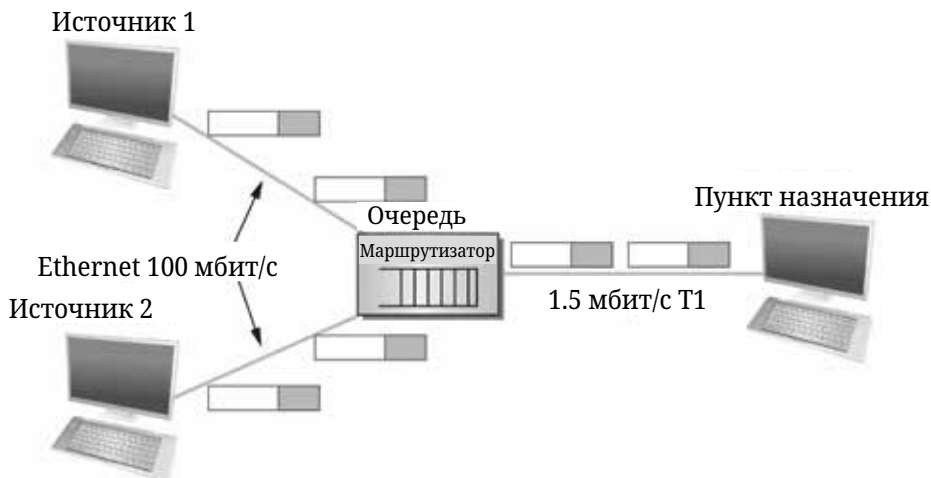 Источник 1
Пункт назначения
Очередь
Маршрутизатор
Ethernet 100 мбит/с
1.5 мбит/с T1
Источник 2